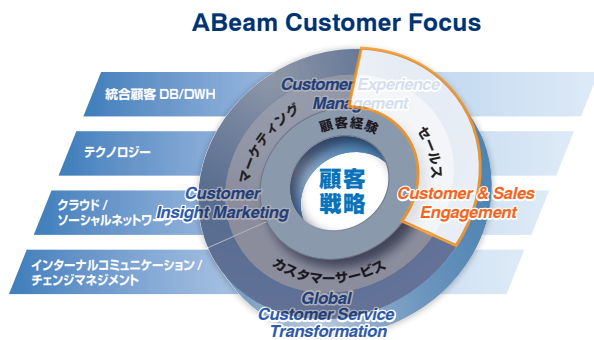 ABeam Customer Focus
統合顧客 DB/DWH
テクノロジー
クラウド /
ソーシャルネットワーク
インターナルコミュニケーション /
チェンジマネジメント
Customer Experience
Management
顧客経験
マーケティング
セールス
顧客
戦略
Customer
Insight Marketing
Customer & Sales
Engagement
カスタマーサービス
Global
Customer Service
Transformation